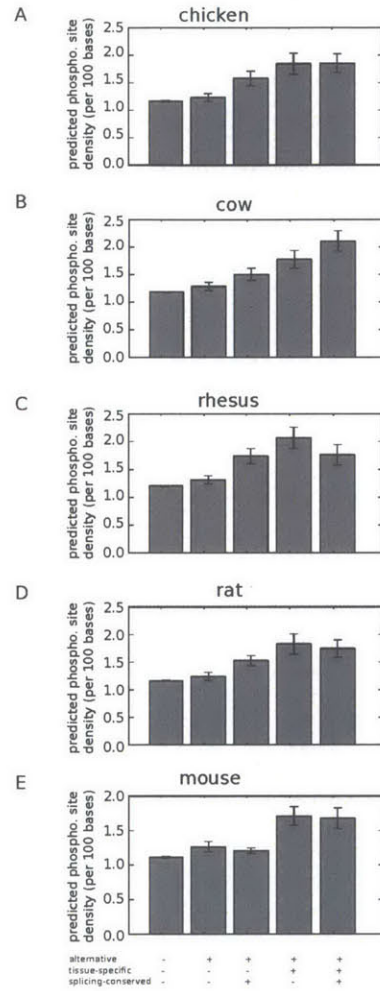 A
chicken
predicted phospho. site
density (per 100 bases)
2.5
2.0
1.5
1.0
0.5
0.0
B
cow
predicted phospho. site
density (per 100 bases)
2.5
2.0
1.5
1.0
0.5
0.0
C
rhesus
predicted phospho. site
density (per 100 bases)
2.5
2.0
1.5
1.0
0.5
0.0
D
rat
predicted phospho. site
density (per 100 bases)
2.5
2.0
1.5
1.0
0.5
0.0
E
mouse
predicted phospho. site
density (per 100 bases)
2.0
1.5
1.0
0.5
0.0
alternative - + + + +
tissue-specific - - - + +
splicing-conserved - - + - +